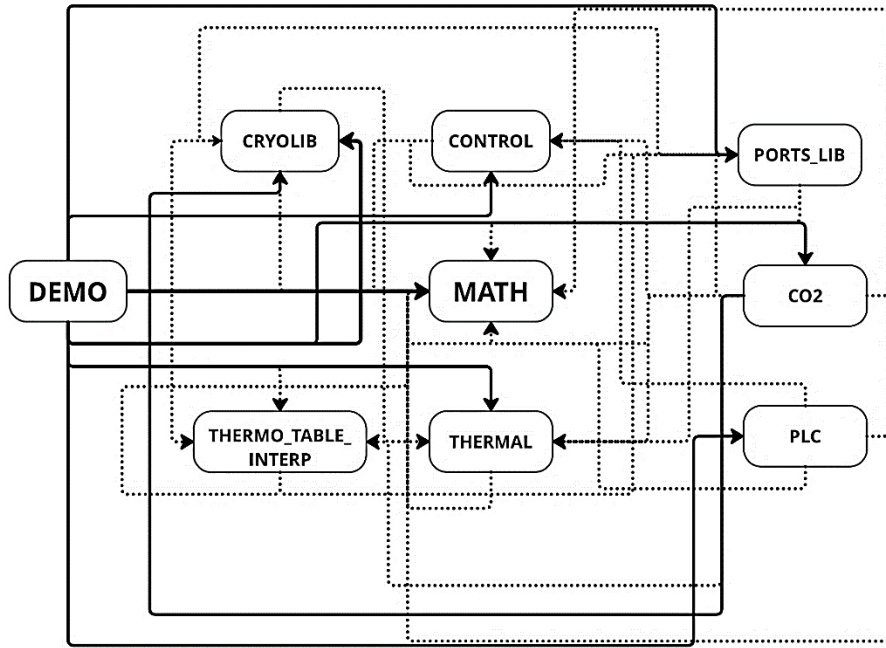 CRYOLIB
CONTROL
PORTS_LIB
DEMO
MATH
CO2
THERMO_TABLE_
INTERP
THERMAL
PLC